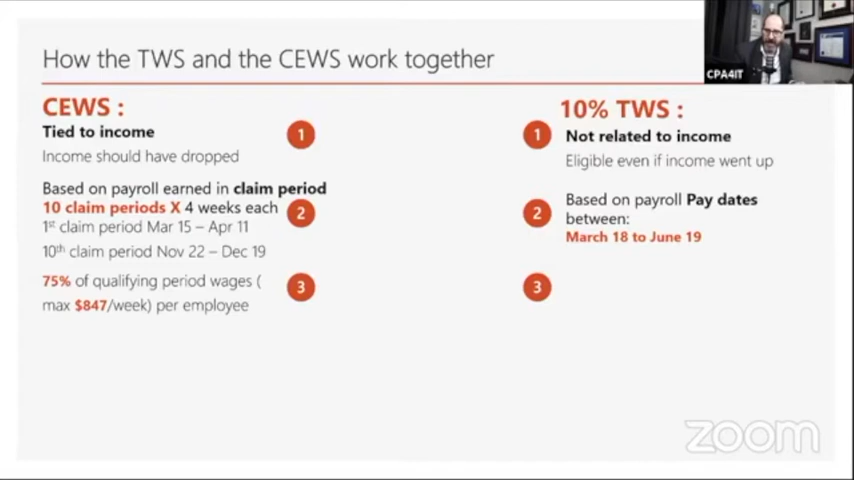 How the TWS and the CEWS work together
CPA4IT
CEWS :
Tied to income
Income should have dropped
Based on payroll earned in claim period
10 claim periods X 4 weeks each
1st claim period Mar 15 – Apr 11
10th claim period Nov 22 – Dec 19
75% of qualifying period wages (
max $847/week) per employee
1
2
3
1
2
3
10% TWS :
Not related to income
Eligible even if income went up
Based on payroll Pay dates
between:
March 18 to June 19
zoom